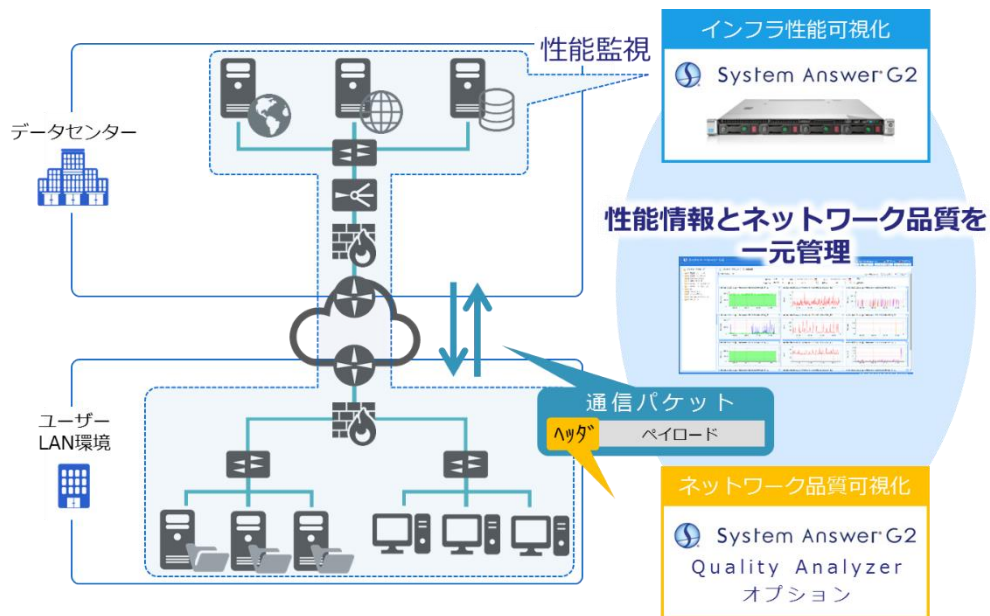 インフラ性能可視化
System Answer G2
性能監視
データセンター
性能情報とネットワーク品質を
一元管理
通信パケット
ヘッダ
ペイロード
ユーザー
LAN環境
ネットワーク品質可視化
System Answer G2
Quality Analyzer
オプション